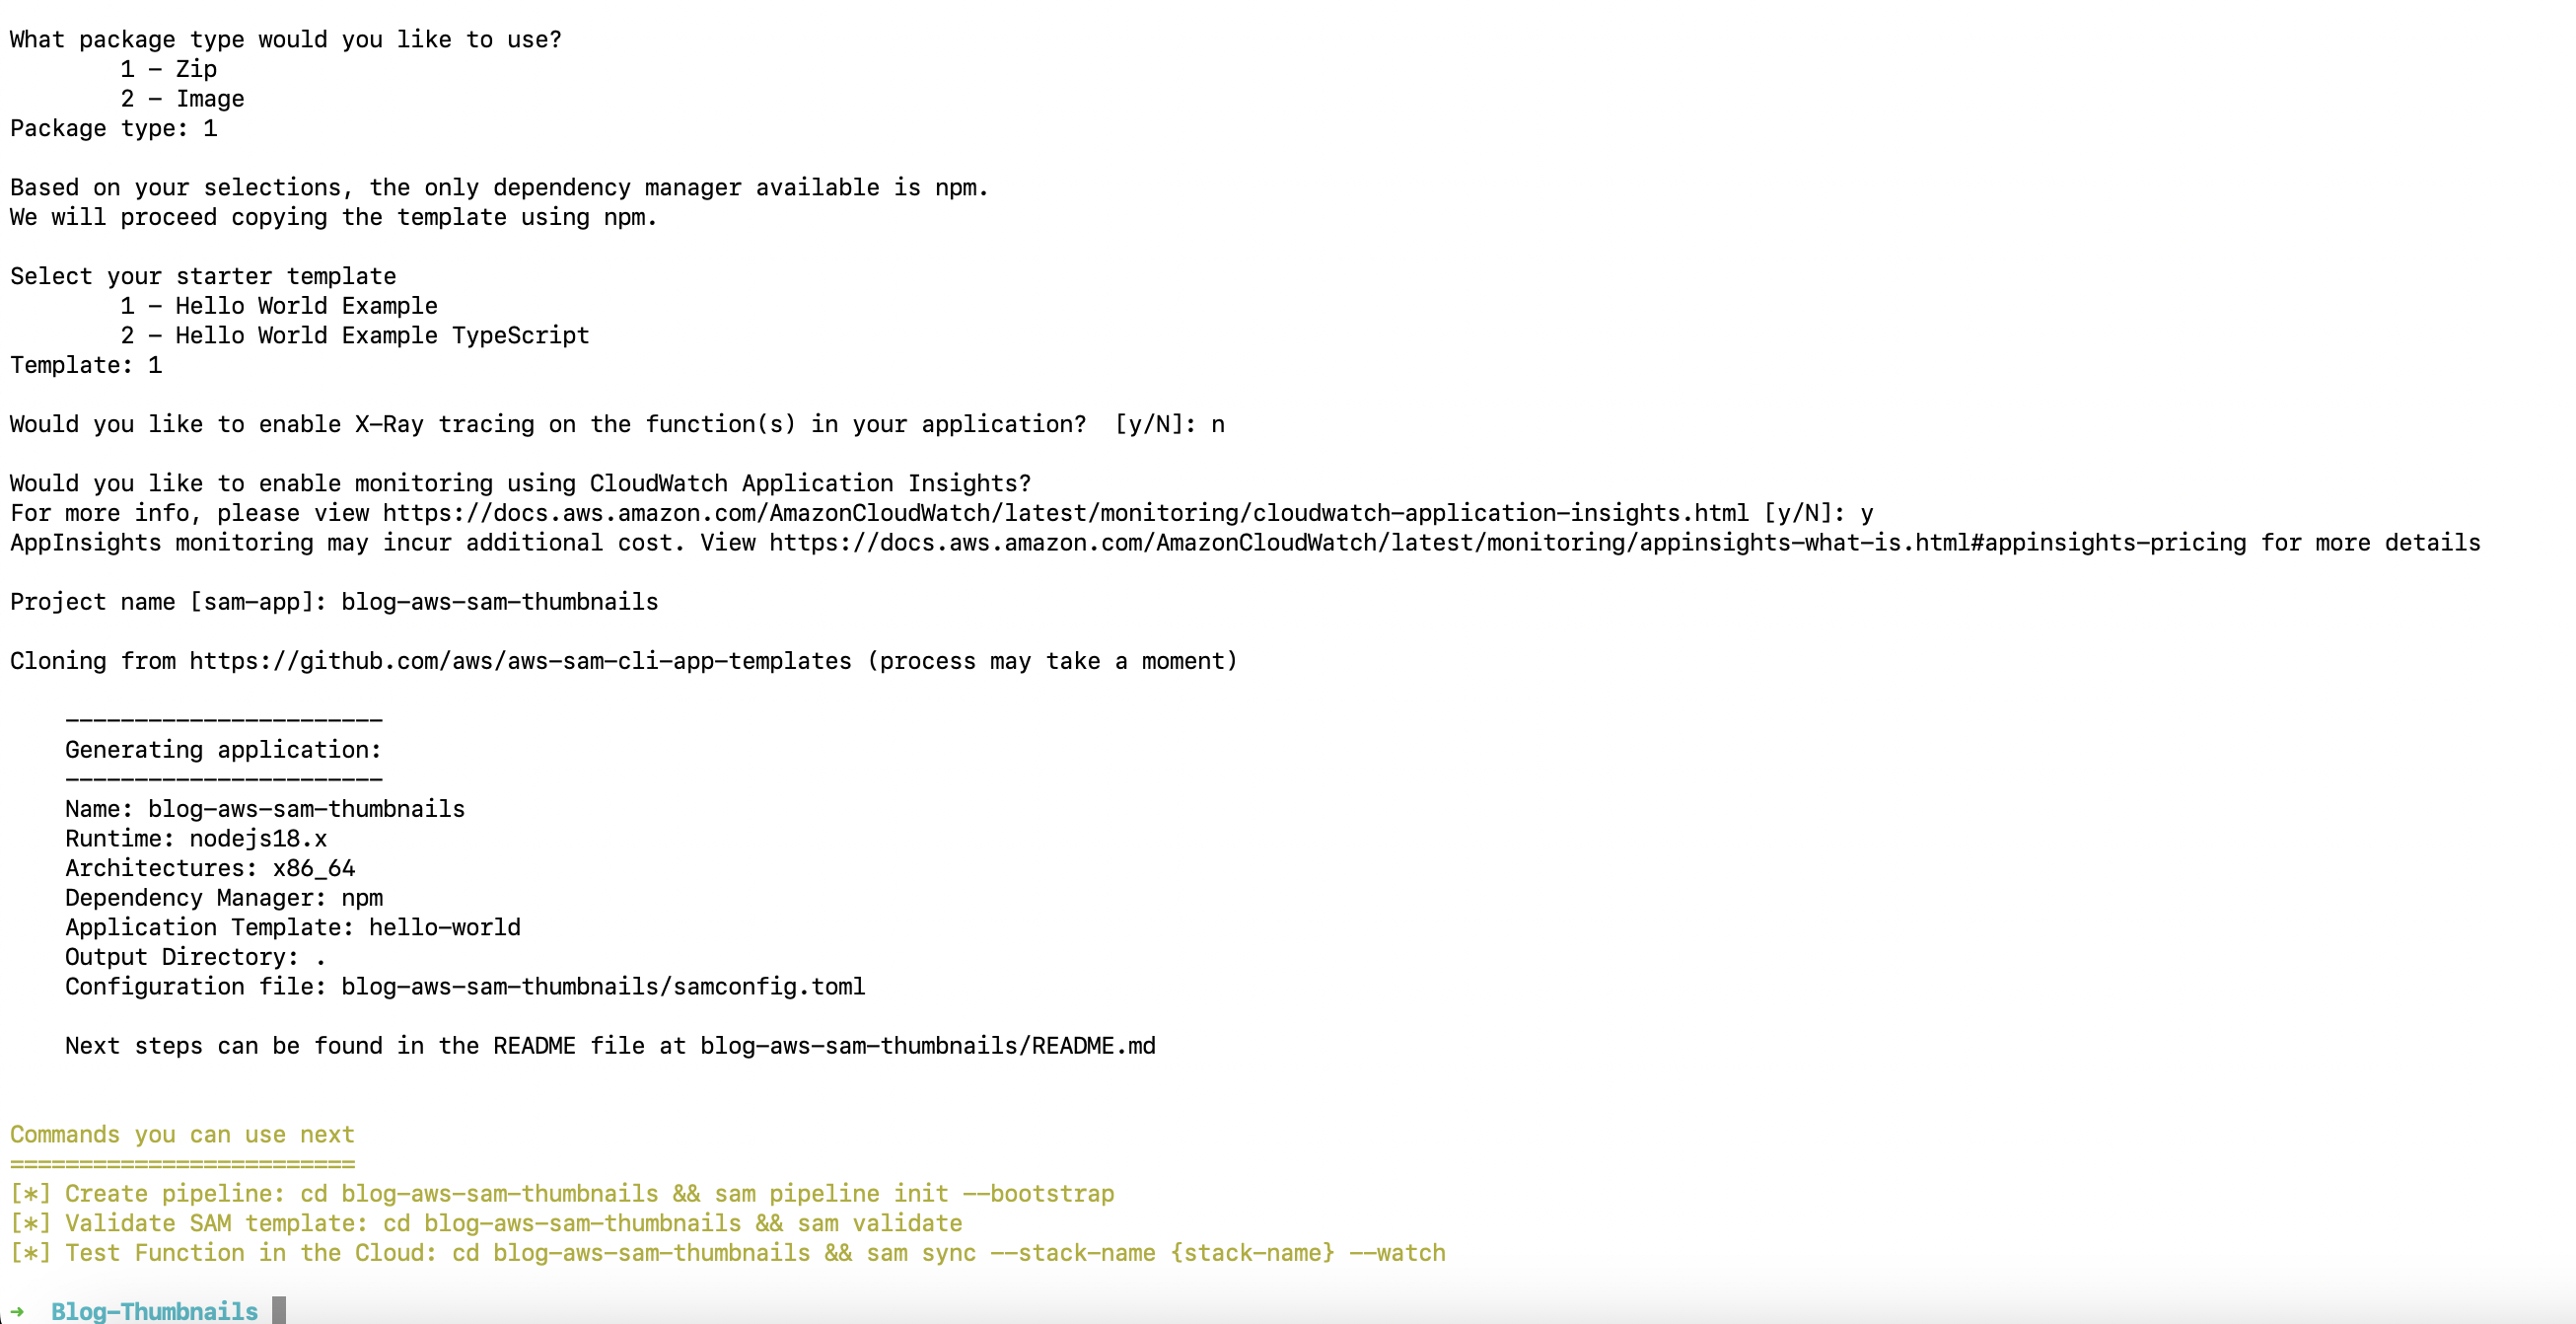 What package type would you like to use?
1 - Zip
2 - Image
Package type: 1
Based on your selections, the only dependency manager available is npm.
We will proceed copying the template using npm.
Select your starter template
1 - Hello World Example
2 - Hello World Example TypeScript
Template: 1
Would you like to enable X-Ray tracing on the function(s) in your application?  [y/N]: n
Would you like to enable monitoring using CloudWatch Application Insights?
For more info, please view https://docs.aws.amazon.com/AmazonCloudWatch/latest/monitoring/cloudwatch-application-insights.html [y/N]: y
AppInsights monitoring may incur additional cost. View https://docs.aws.amazon.com/AmazonCloudWatch/latest/monitoring/appinsights-what-is.html#appinsights-pricing for more details
Project name [sam-app]: blog-aws-sam-thumbnails
Cloning from https://github.com/aws/aws-sam-cli-app-templates (process may take a moment)
-----------------------
Generating application:
-----------------------
Name: blog-aws-sam-thumbnails
Runtime: nodejs18.x
Architectures: x86_64
Dependency Manager: npm
Application Template: hello-world
Output Directory: .
Configuration file: blog-aws-sam-thumbnails/samconfig.toml
Next steps can be found in the README file at blog-aws-sam-thumbnails/README.md
Commands you can use next
=========================
[*] Create pipeline: cd blog-aws-sam-thumbnails && sam pipeline init --bootstrap
[*] Validate SAM template: cd blog-aws-sam-thumbnails && sam validate
[*] Test Function in the Cloud: cd blog-aws-sam-thumbnails && sam sync --stack-name {stack-name} --watch
➜  Blog-Thumbnails